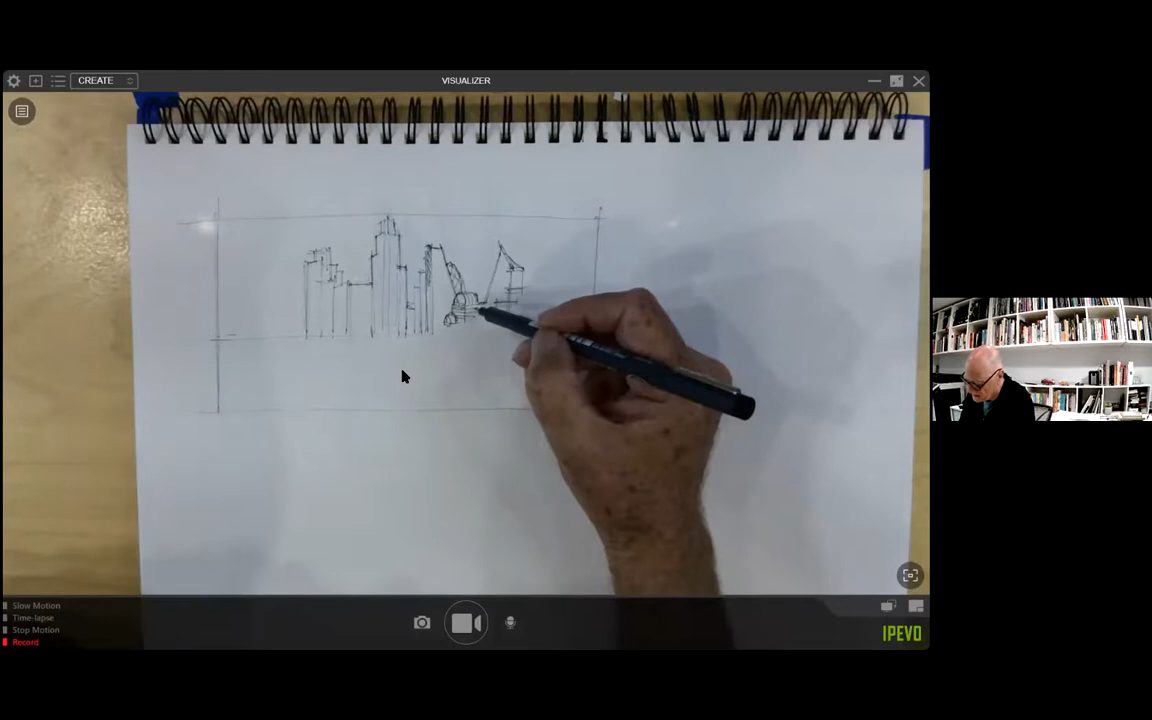 CREATE
VISUALIZER
Slow Motion
Time-lapse
Stop Motion
Record
IPEVO